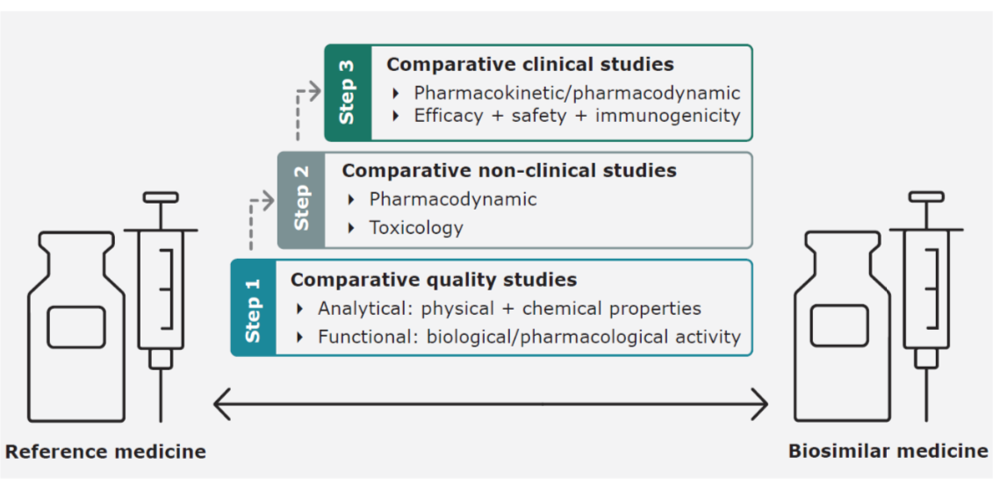 Step 3
Comparative clinical studies
Pharmacokinetic/pharmacodynamic
Efficacy + safety + immunogenicity
Step 2
Comparative non-clinical studies
Pharmacodynamic
Toxicology
Step 1
Comparative quality studies
Analytical: physical + chemical properties
Functional: biological/pharmacological activity
Reference medicine
Biosimilar medicine